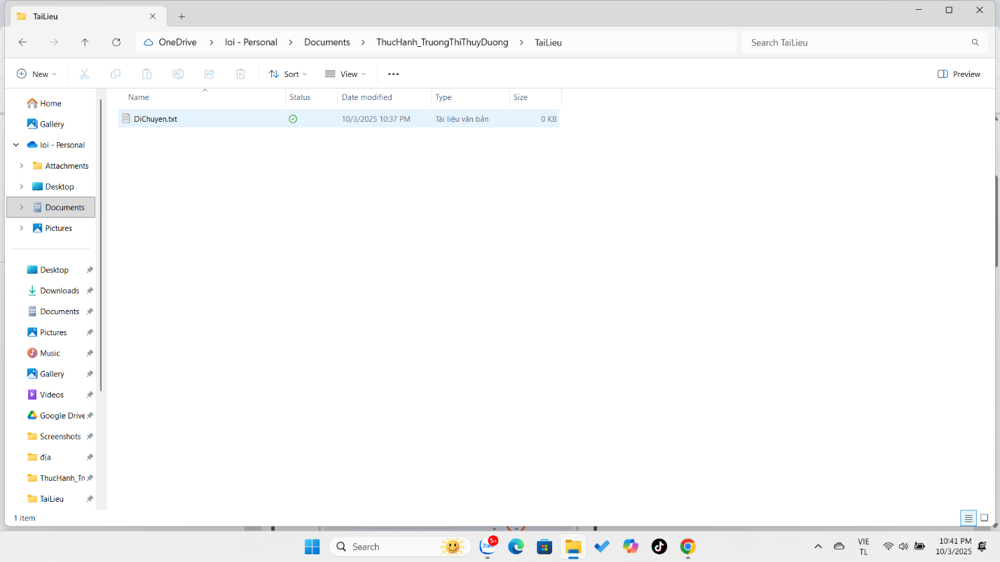 TaiLieu
OneDrive > loi - Personal > Documents > ThucHanh_TruongThiThuyDuong > TaiLieu
Search TaiLieu
New
Sort
View
Preview
Name Status Date modified Type Size
DiChuyen.txt 10/3/2025 10:37 PM Tài liệu văn bản 0 KB
Home
Gallery
loi - Personal
Attachments
Desktop
Documents
Pictures
Desktop
Downloads
Documents
Pictures
Music
Gallery
Videos
Google Drive
Screenshots
địa
ThucHanh_Tr
TaiLieu
1 item
Search
Zalo
5+
VIE
TL
10:41 PM
10/3/2025